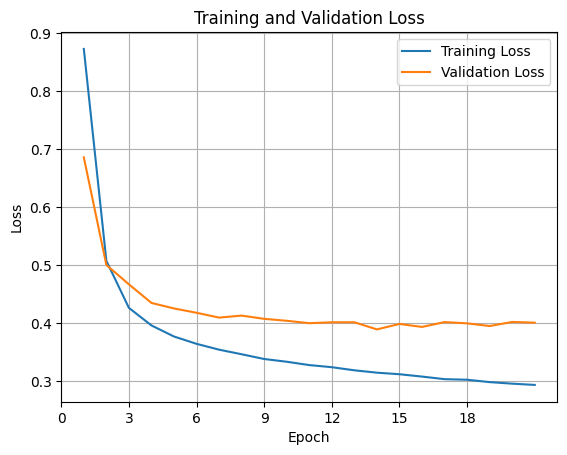 Training and Validation Loss
Training Loss
Validation Loss
0.9
0.8
0.7
0.6
0.5
0.4
0.3
Loss
0 3 6 9 12 15 18
Epoch